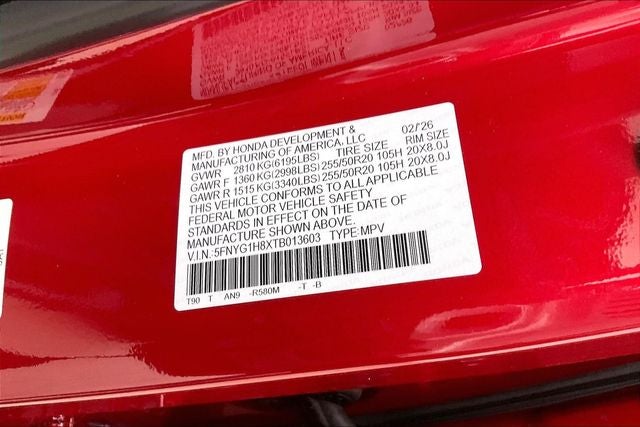 MFD. BY HONDA DEVELOPMENT & 02/'26
MANUFACTURING OF AMERICA, LLC
GVWR 2810 KG(6195LBS) TIRE SIZE RIM SIZE
GAWR F 1360 KG(2998LBS) 255/50R20 105H 20X8.0J
GAWR R 1515 KG(3340LBS) 255/50R20 105H 20X8.0J
THIS VEHICLE CONFORMS TO ALL APPLICABLE
FEDERAL MOTOR VEHICLE SAFETY
STANDARDS IN EFFECT ON THE DATE OF
MANUFACTURE SHOWN ABOVE.
V.I.N.: 5FNYG1H8XTB013603 TYPE:MPV
T90 T AN9 -R580M -T -B